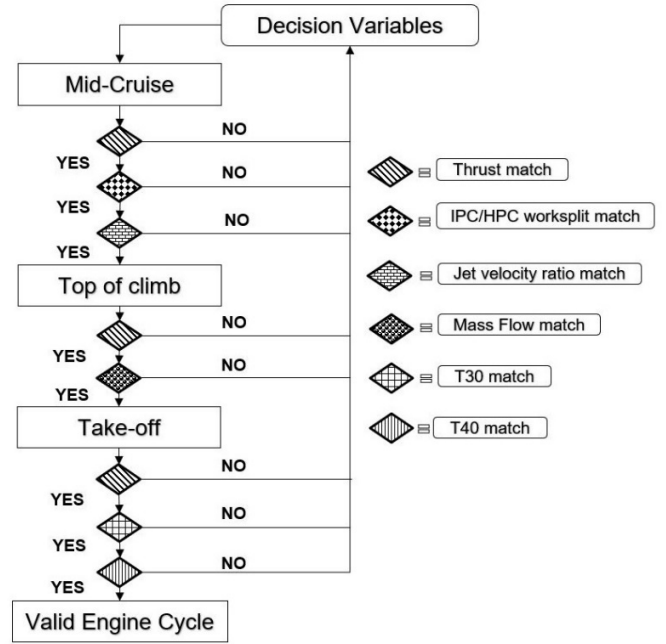 Decision Variables
Mid-Cruise
NO
YES
NO
YES
NO
YES
Top of climb
NO
YES
NO
YES
Take-off
NO
YES
NO
YES
NO
YES
Valid Engine Cycle
= Thrust match
= IPC/HPC worksplit match
= Jet velocity ratio match
= Mass Flow match
= T30 match
= T40 match